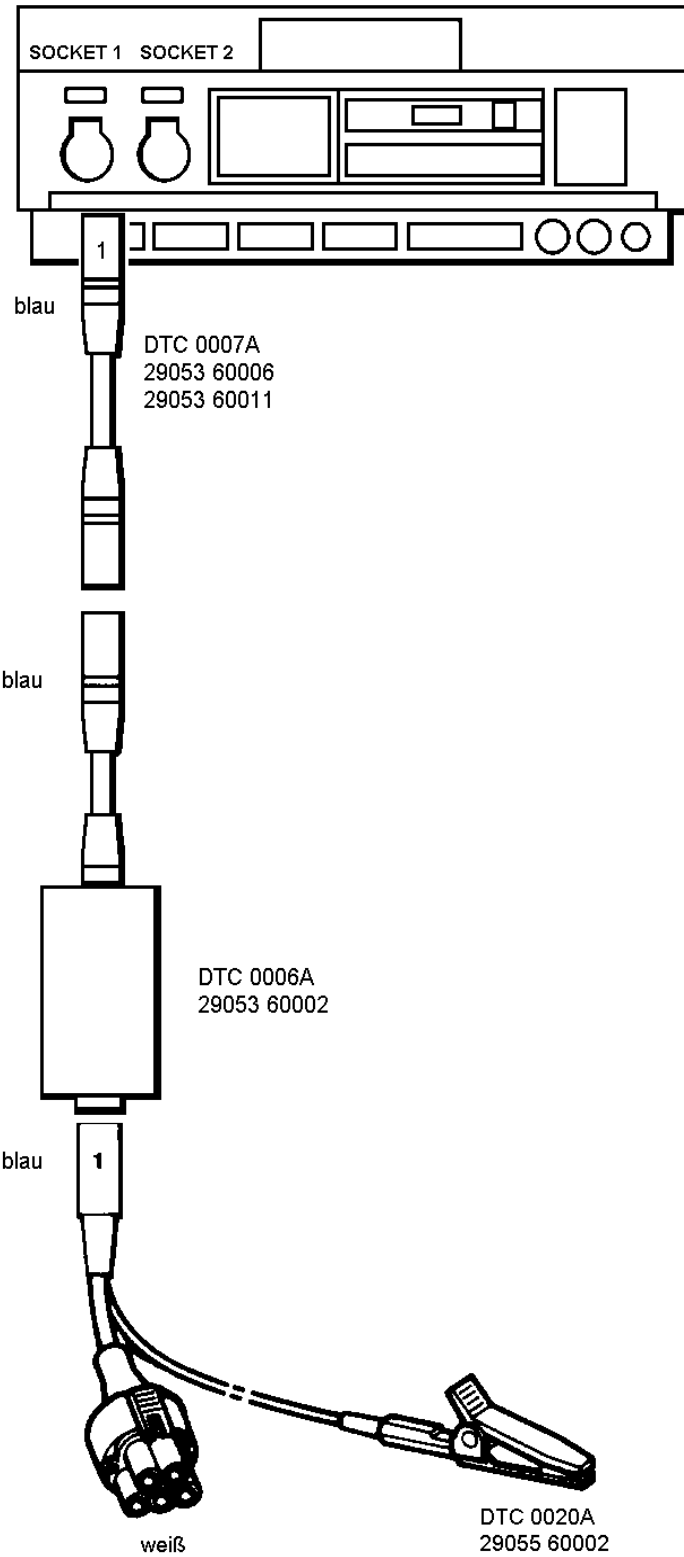 SOCKET 1 SOCKET 2
1
blau
DTC 0007A
29053 60006
29053 60011
blau
DTC 0006A
29053 60002
blau
1
DTC 0020A
29055 60002
weiß